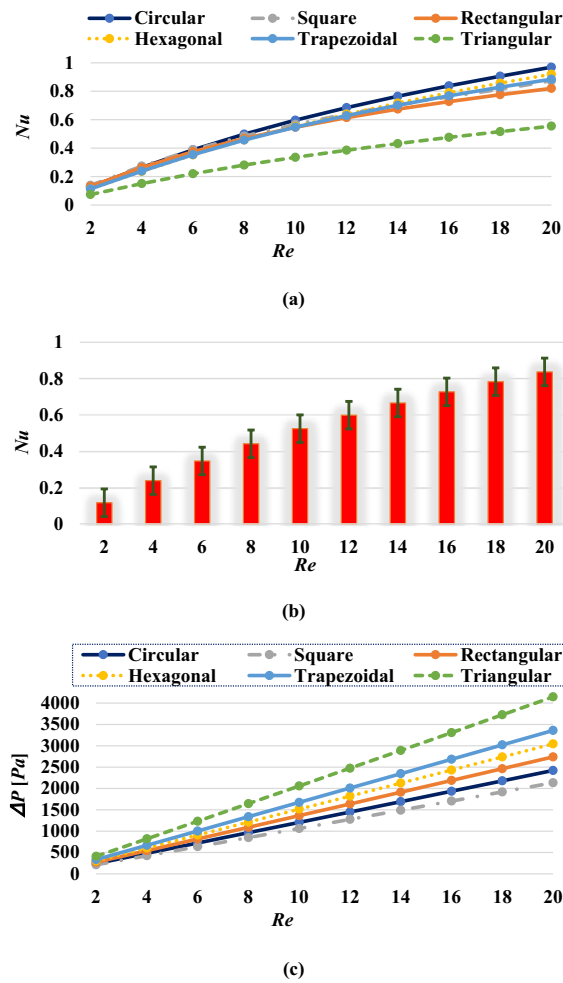 Circular Square Rectangular
Hexagonal Trapezoidal Triangular
1
0.8
0.6
0.4
0.2
0
Nu
2 4 6 8 10 12 14 16 18 20
Re
(a)
1
0.8
0.6
0.4
0.2
0
Nu
2 4 6 8 10 12 14 16 18 20
Re
(b)
Circular Square Rectangular
Hexagonal Trapezoidal Triangular
4000
3500
3000
2500
2000
1500
1000
500
0
ΔP [Pa]
2 4 6 8 10 12 14 16 18 20
Re
(c)